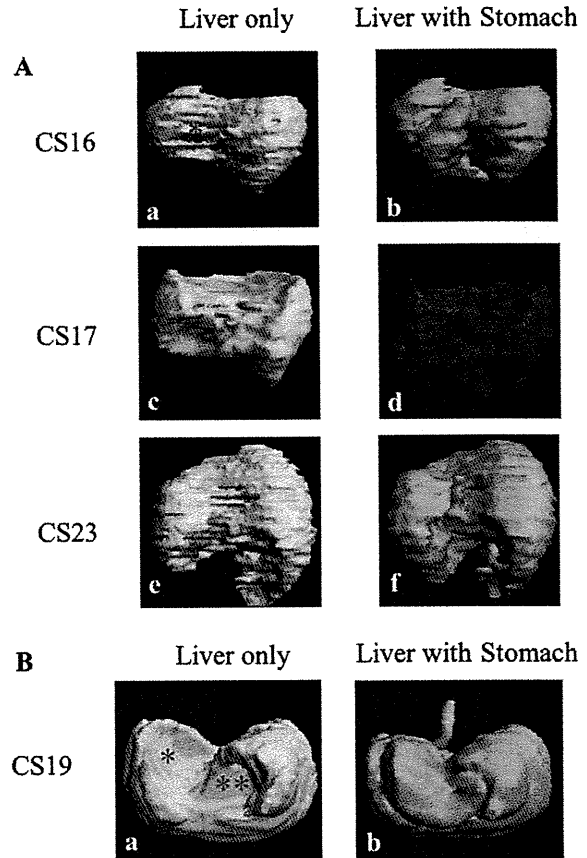 Liver only Liver with Stomach
A
CS16
a b
CS17
c d
CS23
e f
B
Liver only Liver with Stomach
CS19
* **
a b